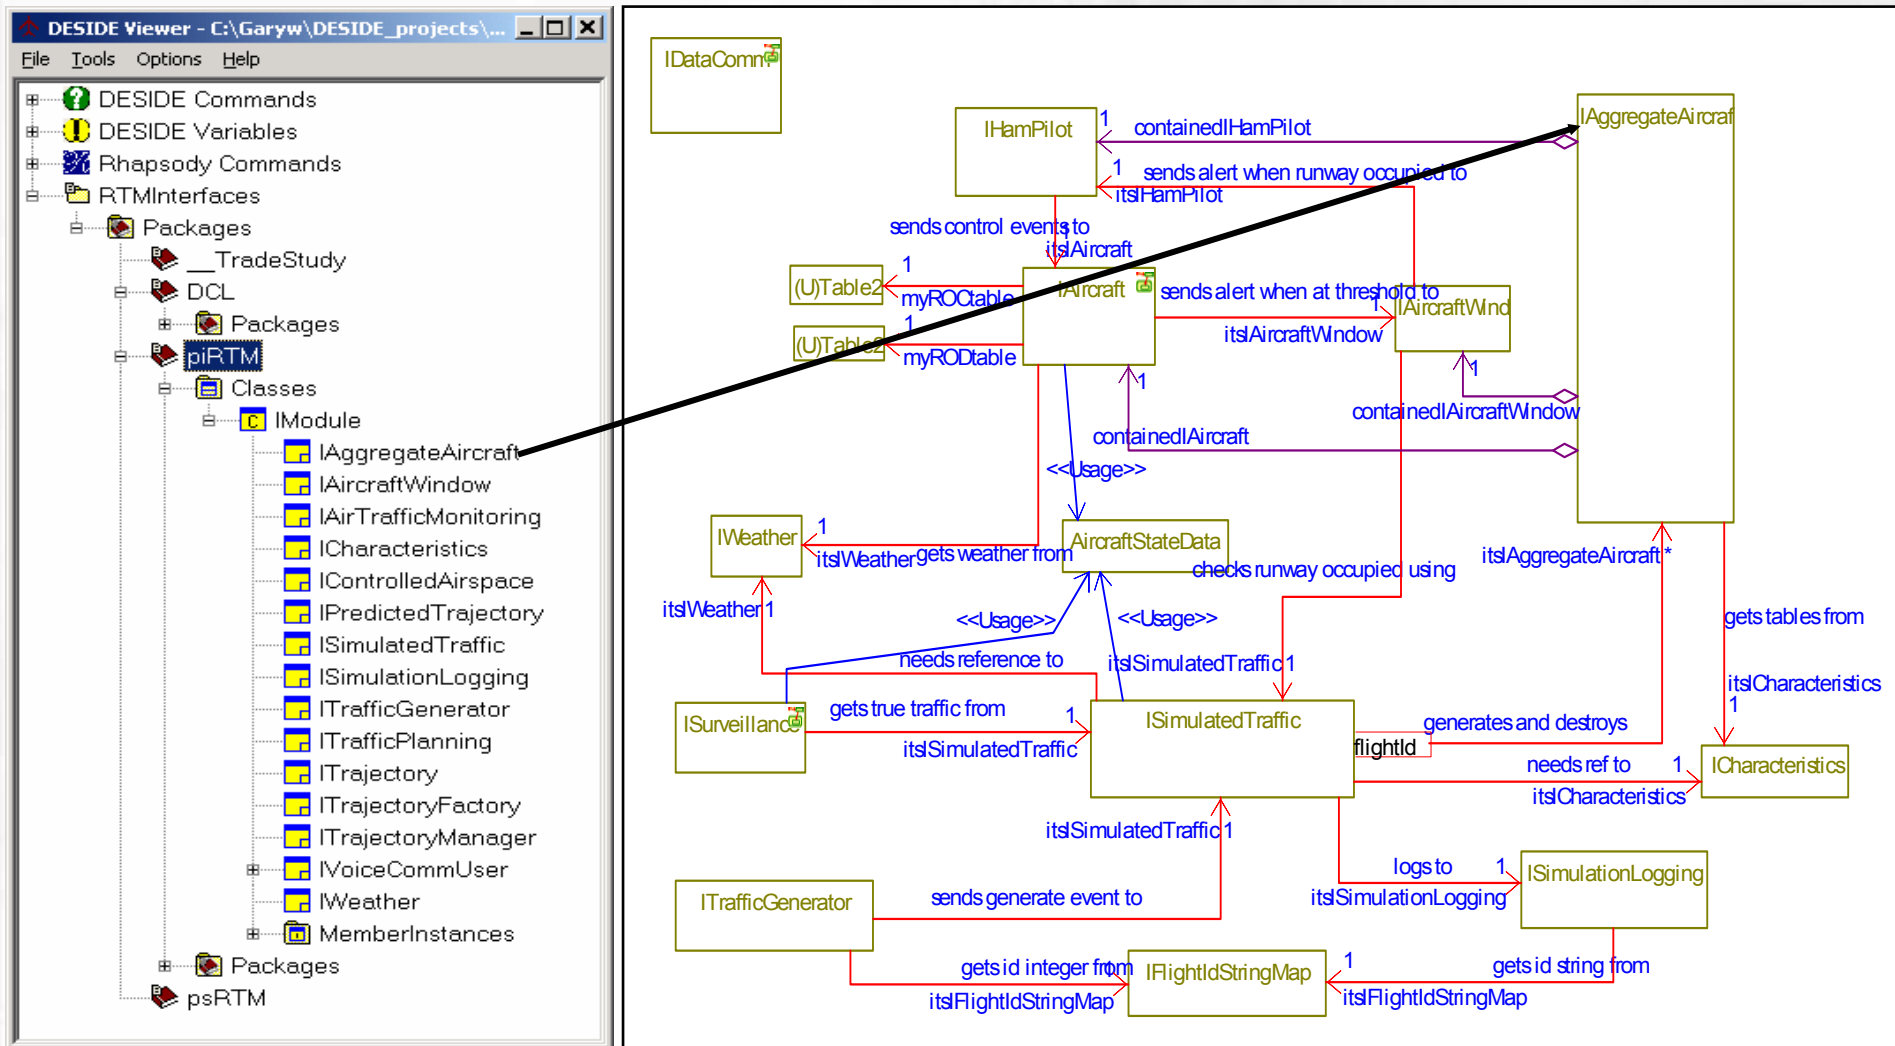 DESIDE Viewer - C:\Garyw\DESIDE_projects\...
File Tools Options Help
DESIDE Commands
DESIDE Variables
Rhapsody Commands
RTMInterfaces
Packages
__TradeStudy
DCL
Packages
piRTM
Classes
IModule
IAggregateAircraft
IAircraftWindow
IAirTrafficMonitoring
ICharacteristics
IControlledAirspace
IPredictedTrajectory
ISimulatedTraffic
ISimulationLogging
ITrafficGenerator
ITrafficPlanning
ITrajectory
ITrajectoryFactory
ITrajectoryManager
IVoiceCommUser
IWeather
MemberInstances
Packages
psRTM
IDataComm
IHamPilot
1
containedIHamPilot
IAggregateAircraf
1
sends alert when runway occupied to
itsIHamPilot
sends control events to
1
itsIAircraft
(U)Table2
1
myROCtable
IAircraft
sends alert when at threshold to
1
itsIAircraftWindow
IAircraftWind
(U)Table2
1
myRODtable
1
1
containedIAircraftWindow
containedIAircraft
<<Usage>>
IWeather
1
itsIWeather
gets weather from
AircraftStateData
checks runway occupied using
itsIAggregateAircraft *
itsIWeather 1
<<Usage>>
<<Usage>>
gets tables from
needs reference to
itsISimulatedTraffic 1
itsICharacteristics
1
ISurveillance
gets true traffic from
1
itsISimulatedTraffic
ISimulatedTraffic
flightId
generates and destroys
needs ref to
1
itsICharacteristics
ICharacteristics
itsISimulatedTraffic 1
logs to
1
itsISimulationLogging
ISimulationLogging
ITrafficGenerator
sends generate event to
gets id integer from
1
itsIFlightIdStringMap
IFlightIdStringMap
1
gets id string from
itsIFlightIdStringMap